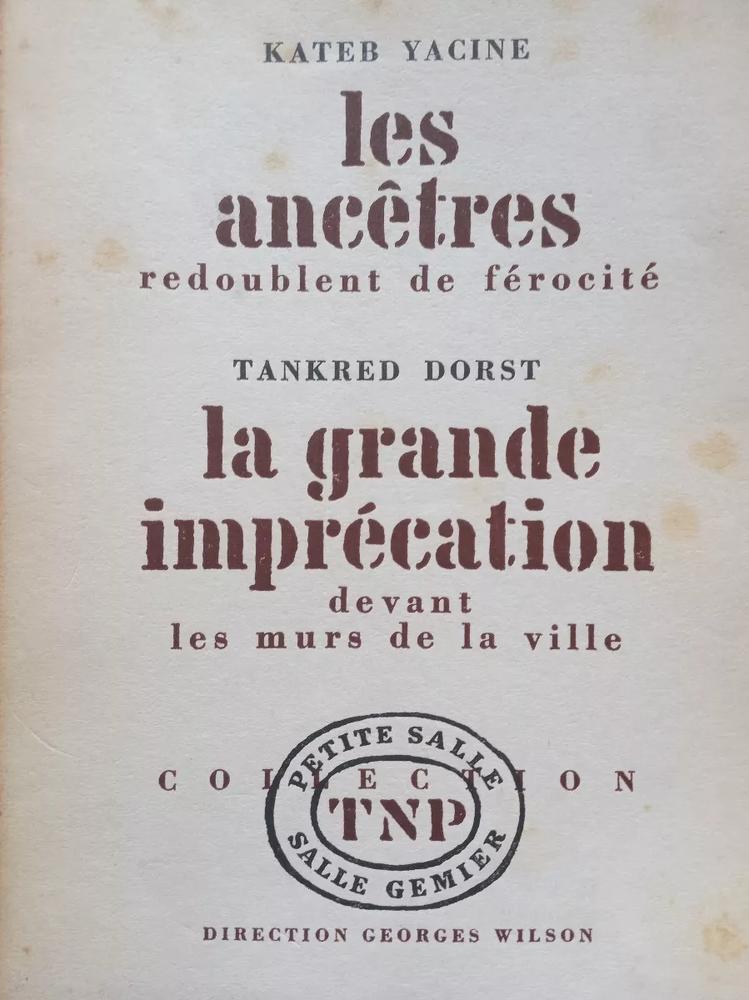 KATEB YACINE
les
ancêtres
redoublent de férocité
TANKRED DORST
la grande
imprécation
devant
les murs de la ville
PETITE SALLE
COLLECTION
TNP
SALLE GEMIER
DIRECTION GEORGES WILSON